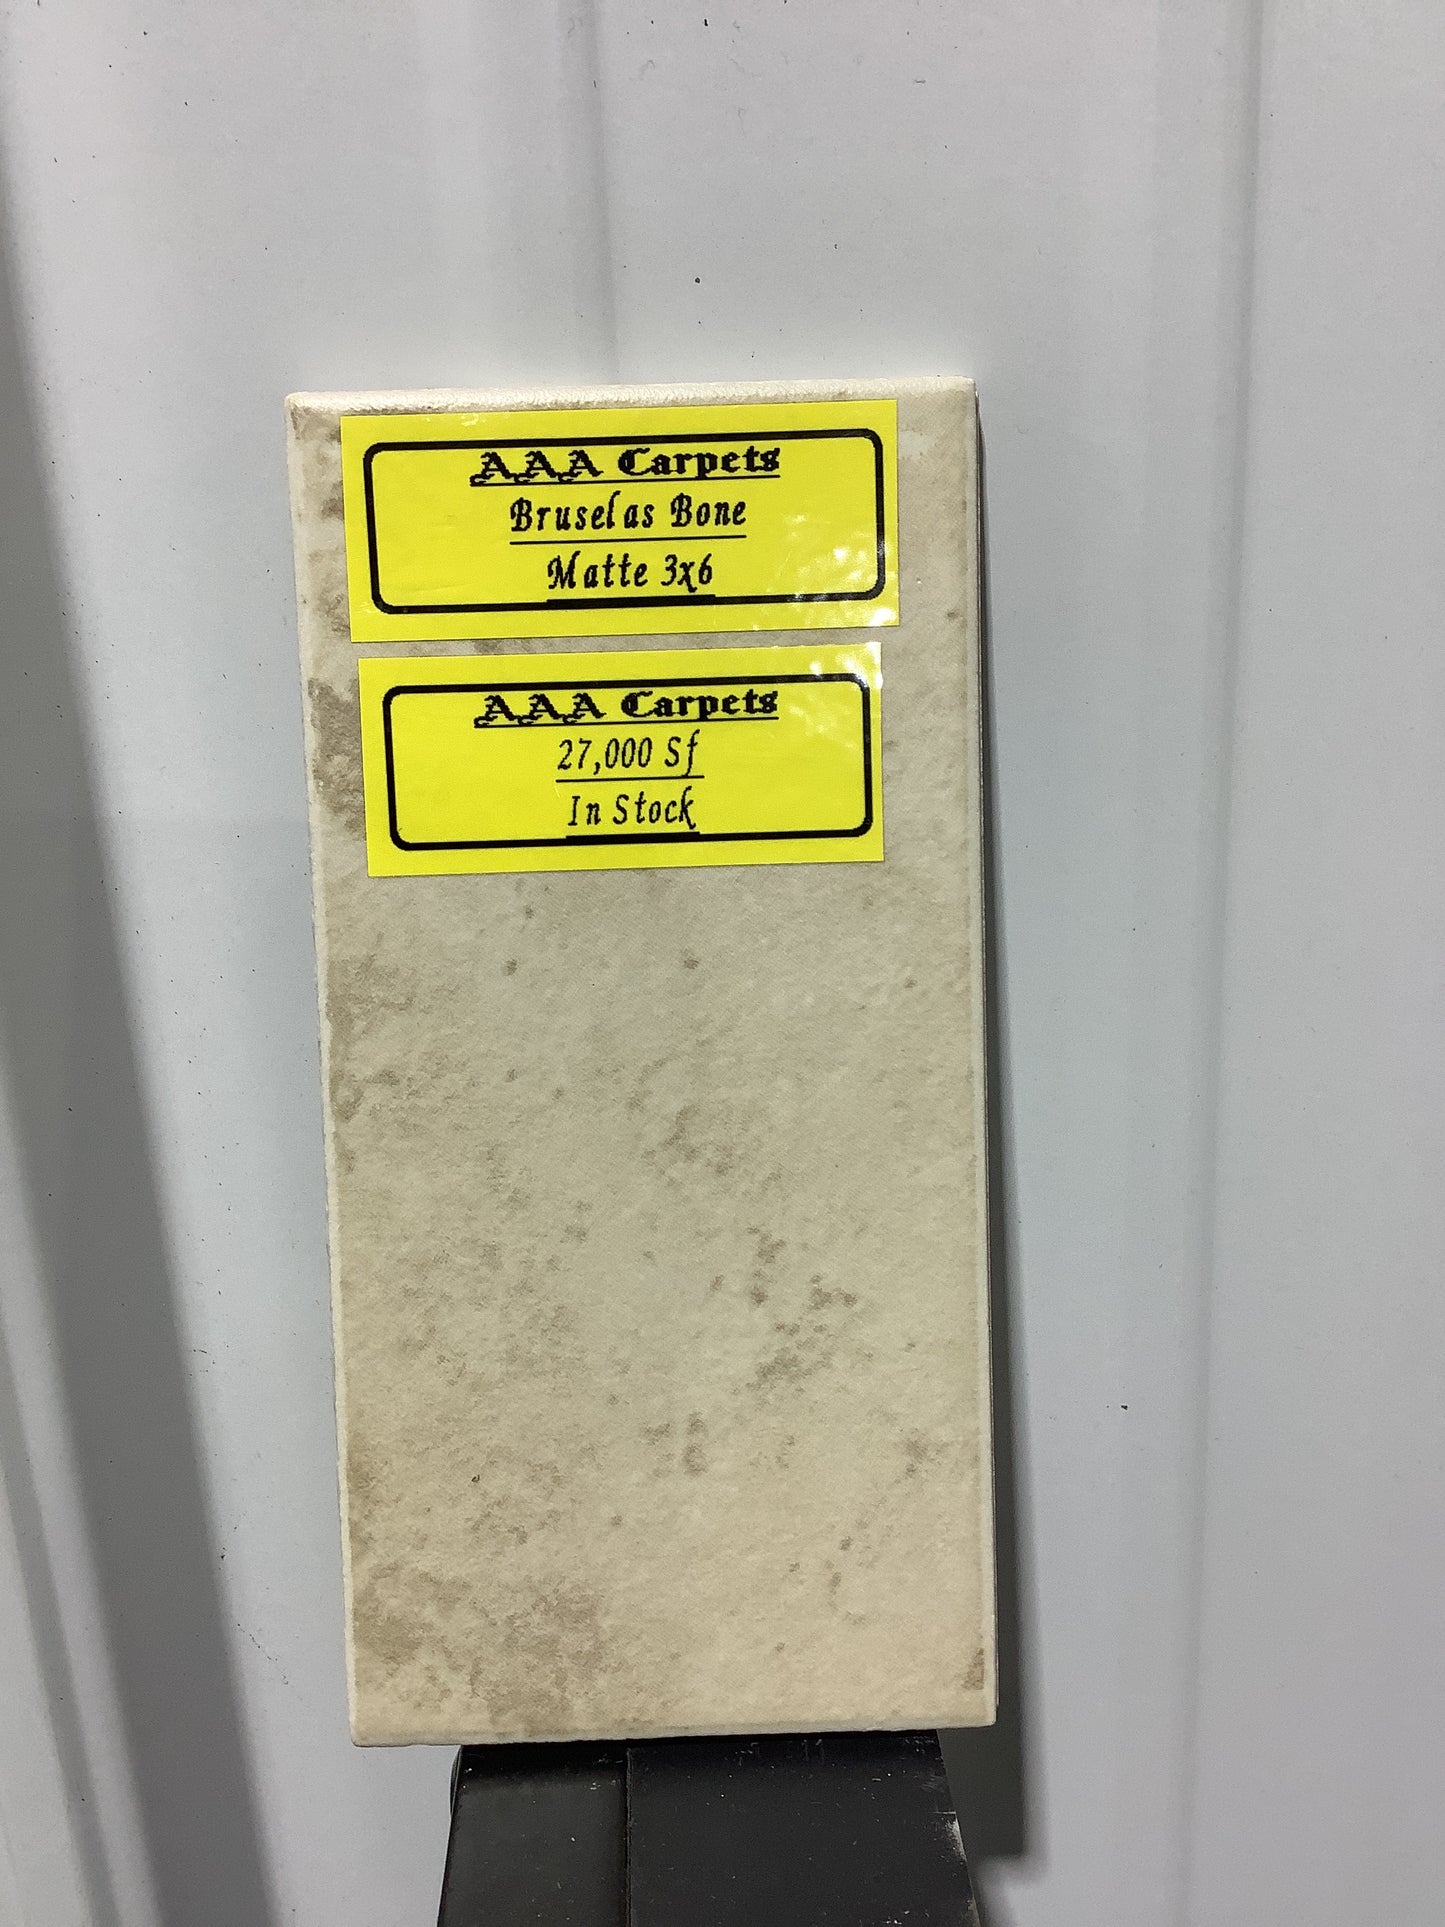 AAA Carpets
Bruselas Bone
Matte 3x6
AAA Carpets
27,000 Sf
In Stock